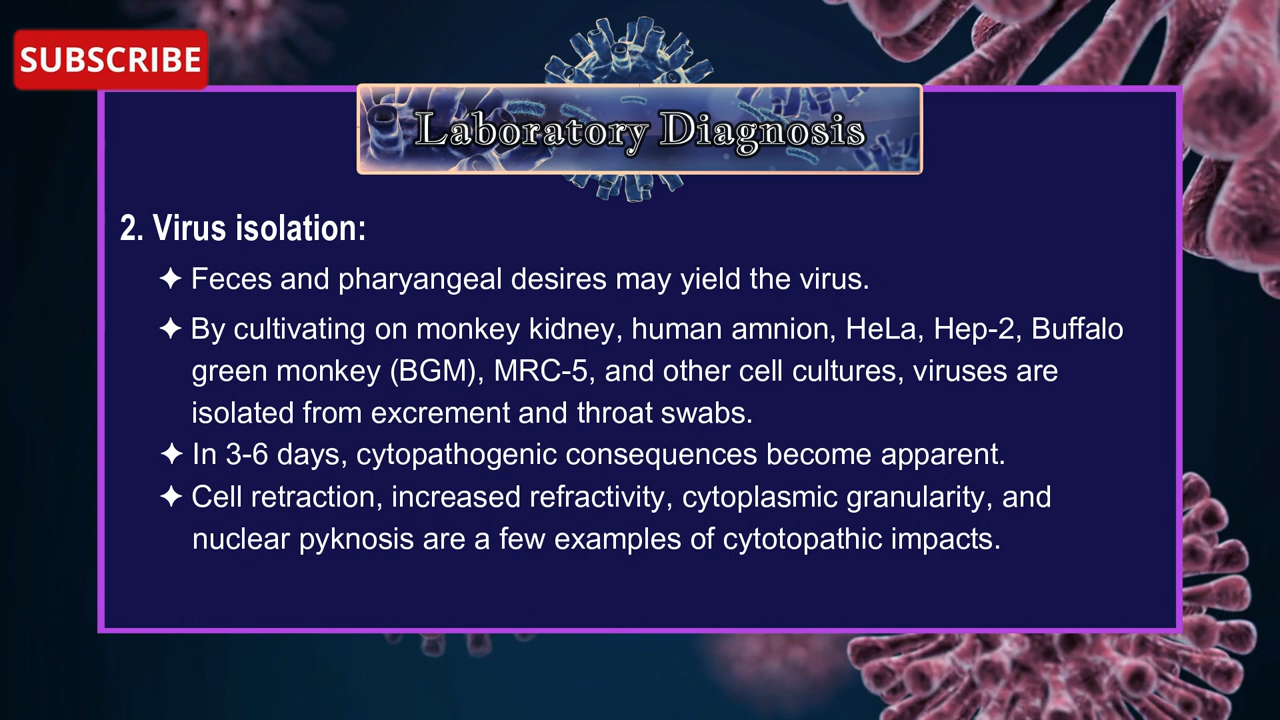 SUBSCRIBE
Laboratory Diagnosis
2. Virus isolation:
✦ Feces and pharyangeal desires may yield the virus.
✦ By cultivating on monkey kidney, human amnion, HeLa, Hep-2, Buffalo
green monkey (BGM), MRC-5, and other cell cultures, viruses are
isolated from excrement and throat swabs.
✦ In 3-6 days, cytopathogenic consequences become apparent.
✦ Cell retraction, increased refractivity, cytoplasmic granularity, and
nuclear pyknosis are a few examples of cytotopathic impacts.